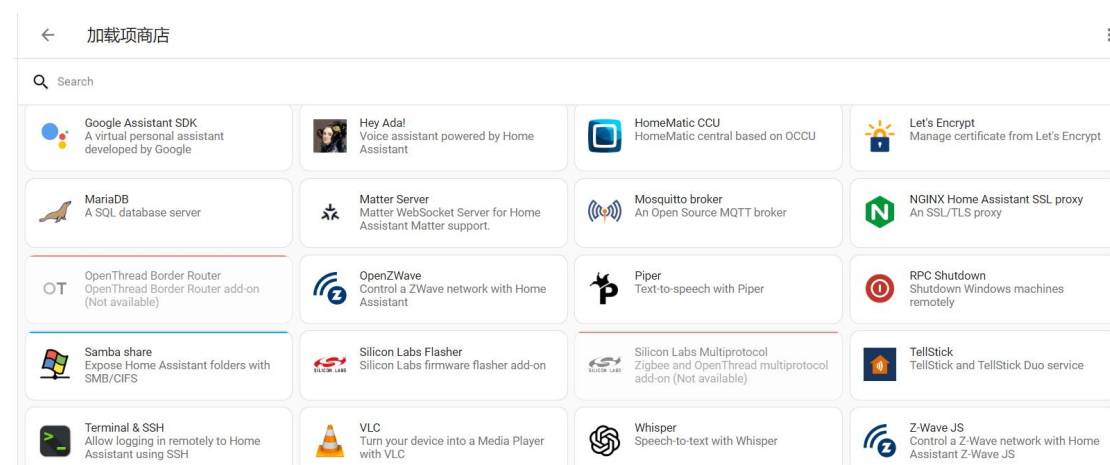 加载项商店
Search
Google Assistant SDK
A virtual personal assistant
developed by Google
Hey Ada!
Voice assistant powered by Home
Assistant
HomeMatic CCU
HomeMatic central based on OCCU
Let's Encrypt
Manage certificate from Let's Encrypt
MariaDB
A SQL database server
Matter Server
Matter WebSocket Server for Home
Assistant Matter support.
Mosquitto broker
An Open Source MQTT broker
N
NGINX Home Assistant SSL proxy
An SSL/TLS proxy
OT
OpenThread Border Router
OpenThread Border Router add-on
(Not available)
OpenZWave
Control a ZWave network with Home
Assistant
Piper
Text-to-speech with Piper
RPC Shutdown
Shutdown Windows machines
remotely
Samba share
Expose Home Assistant folders with
SMB/CIFS
SILICON LABS
Silicon Labs Flasher
Silicon Labs firmware flasher add-on
SILICON LABS
Silicon Labs Multiprotocol
Zigbee and OpenThread multiprotocol
add-on (Not available)
TellStick
TellStick and TellStick Duo service
>_
Terminal & SSH
Allow logging in remotely to Home
Assistant using SSH
VLC
Turn your device into a Media Player
with VLC
Whisper
Speech-to-text with Whisper
Z-Wave JS
Control a Z-Wave network with Home
Assistant Z-Wave JS